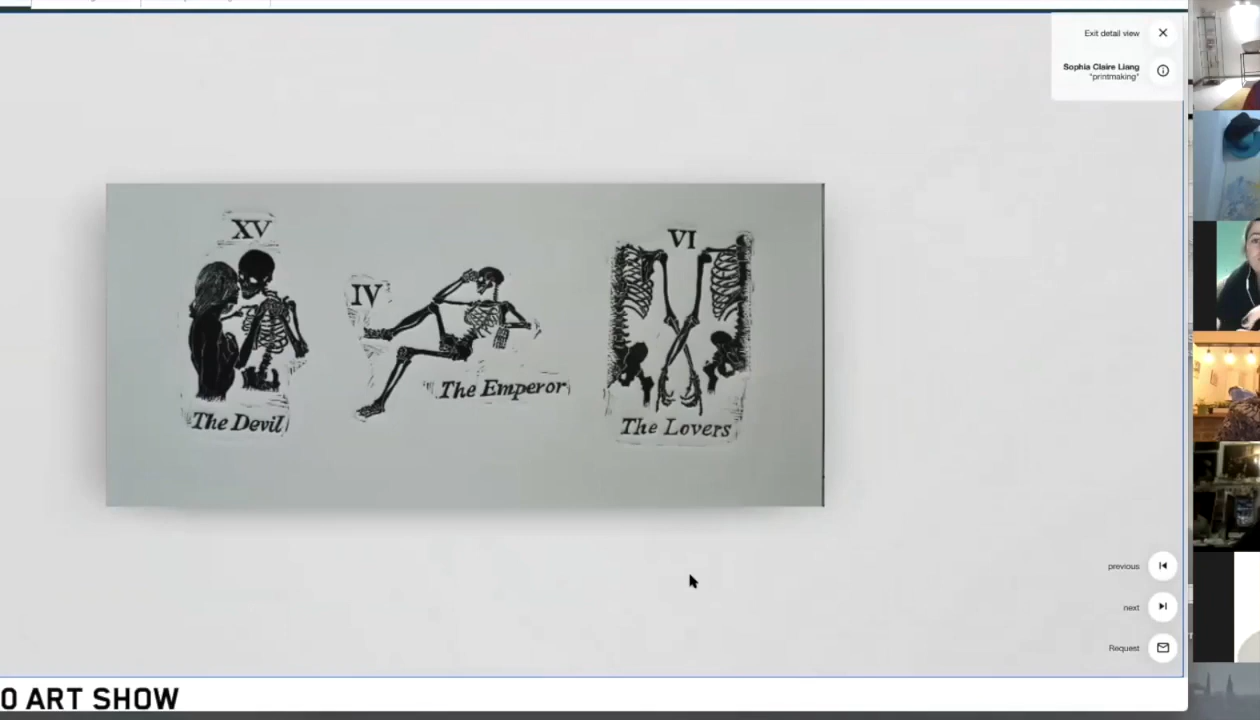 Exit detail view
Sophia Claire Liang
"printmaking"
XV
The Devil
IV
The Emperor
VI
The Lovers
previous
next
Request
O ART SHOW